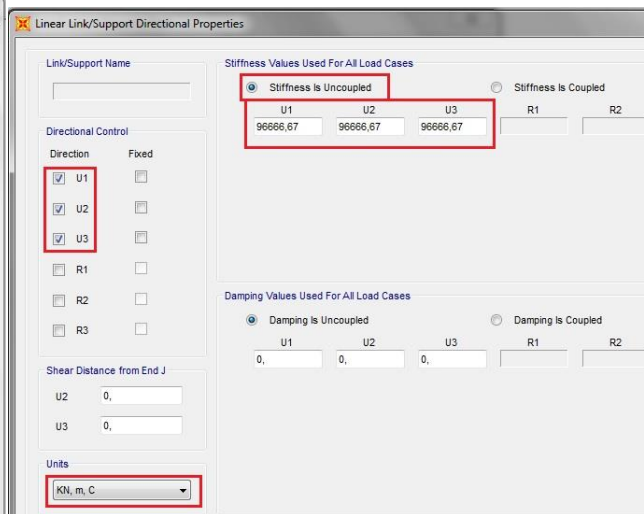 Linear Link/Support Directional Properties
Link/Support Name
Stiffness Values Used For All Load Cases
Stiffness Is Uncoupled
Stiffness Is Coupled
U1 U2 U3 R1 R2
96666,67 96666,67 96666,67
Directional Control
Direction Fixed
U1
U2
U3
R1
R2
R3
Damping Values Used For All Load Cases
Damping Is Uncoupled
Damping Is Coupled
U1 U2 U3 R1 R2
0, 0, 0,
Shear Distance from End J
U2 0,
U3 0,
Units
KN, m, C